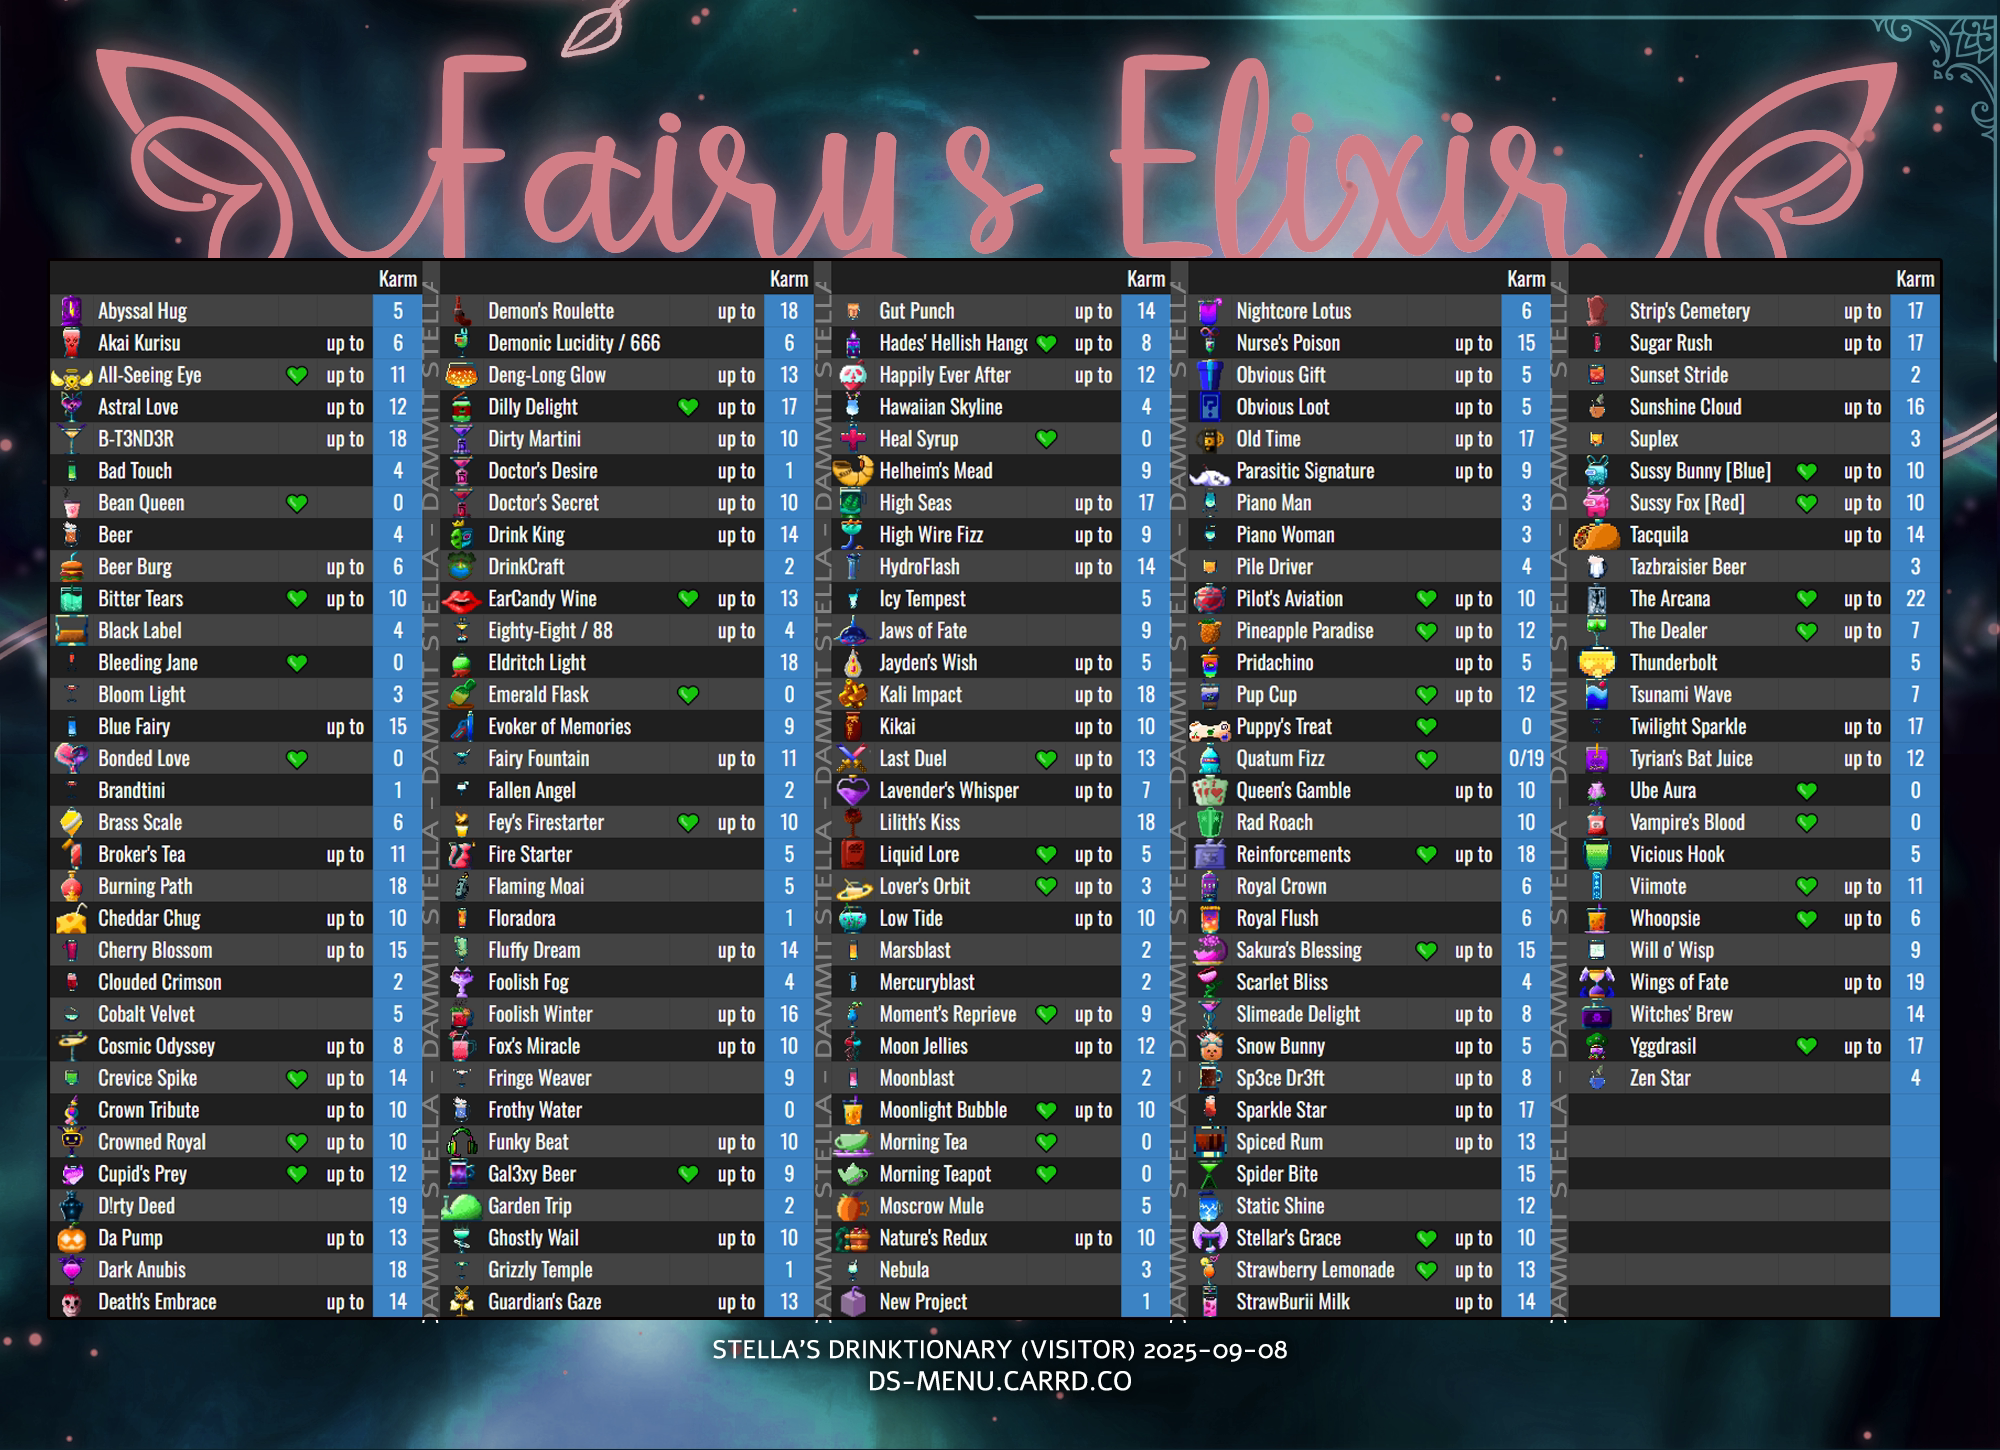 Fairy's Elixir
Karm
Abyssal Hug 5
Akai Kurisu up to 6
All-Seeing Eye up to 11
Astral Love up to 12
B-T3ND3R up to 18
Bad Touch 4
Bean Queen 0
Beer 4
Beer Burg up to 6
Bitter Tears up to 10
Black Label 4
Bleeding Jane 0
Bloom Light 3
Blue Fairy up to 15
Bonded Love 0
Brandtini 1
Brass Scale 6
Broker's Tea up to 11
Burning Path 18
Cheddar Chug up to 10
Cherry Blossom up to 15
Clouded Crimson 2
Cobalt Velvet 5
Cosmic Odyssey up to 8
Crevice Spike up to 14
Crown Tribute up to 10
Crowned Royal up to 10
Cupid's Prey up to 12
D!rty Deed 19
Da Pump up to 13
Dark Anubis 18
Death's Embrace up to 14
Karm
Demon's Roulette up to 18
Demonic Lucidity / 666 6
Deng-Long Glow up to 13
Dilly Delight up to 17
Dirty Martini up to 10
Doctor's Desire up to 1
Doctor's Secret up to 10
Drink King up to 14
DrinkCraft 2
EarCandy Wine up to 13
Eighty-Eight / 88 up to 4
Eldritch Light 18
Emerald Flask 0
Evoker of Memories 9
Fairy Fountain up to 11
Fallen Angel 2
Fey's Firestarter up to 10
Fire Starter 5
Flaming Moai 5
Floradora 1
Fluffy Dream up to 14
Foolish Fog 4
Foolish Winter up to 16
Fox's Miracle up to 10
Fringe Weaver 9
Frothy Water 0
Funky Beat up to 10
Gal3xy Beer up to 9
Garden Trip 2
Ghostly Wail up to 10
Grizzly Temple 1
Guardian's Gaze up to 13
Karm
Gut Punch up to 14
Hades' Hellish Hango up to 8
Happily Ever After up to 12
Hawaiian Skyline 4
Heal Syrup 0
Helheim's Mead 9
High Seas up to 17
High Wire Fizz up to 9
HydroFlash up to 14
Icy Tempest 5
Jaws of Fate 9
Jayden's Wish up to 5
Kali Impact up to 18
Kikai up to 10
Last Duel up to 13
Lavender's Whisper up to 7
Lilith's Kiss 18
Liquid Lore up to 5
Lover's Orbit up to 3
Low Tide up to 10
Marsblast 2
Mercuryblast 2
Moment's Reprieve up to 9
Moon Jellies up to 12
Moonblast 2
Moonlight Bubble up to 10
Morning Tea 0
Morning Teapot 0
Moscrow Mule 5
Nature's Redux up to 10
Nebula 3
New Project 1
Karm
Nightcore Lotus 6
Nurse's Poison up to 15
Obvious Gift up to 5
Obvious Loot up to 5
Old Time up to 17
Parasitic Signature up to 9
Piano Man 3
Piano Woman 3
Pile Driver 4
Pilot's Aviation up to 10
Pineapple Paradise up to 12
Pridachino up to 5
Pup Cup up to 12
Puppy's Treat 0
Quatum Fizz 0/19
Queen's Gamble up to 10
Rad Roach 10
Reinforcements up to 18
Royal Crown 6
Royal Flush 6
Sakura's Blessing up to 15
Scarlet Bliss 4
Slimeade Delight up to 8
Snow Bunny up to 5
Sp3ce Dr3ft up to 8
Sparkle Star up to 17
Spiced Rum up to 13
Spider Bite 15
Static Shine 12
Stellar's Grace up to 10
Strawberry Lemonade up to 13
StrawBurii Milk up to 14
Karm
Strip's Cemetery up to 17
Sugar Rush up to 17
Sunset Stride 2
Sunshine Cloud up to 16
Suplex 3
Sussy Bunny [Blue] up to 10
Sussy Fox [Red] up to 10
Tacquila up to 14
Tazbraisier Beer 3
The Arcana up to 22
The Dealer up to 7
Thunderbolt 5
Tsunami Wave 7
Twilight Sparkle up to 17
Tyrian's Bat Juice up to 12
Ube Aura 0
Vampire's Blood 0
Vicious Hook 5
Viimote up to 11
Whoopsie up to 6
Will o' Wisp 9
Wings of Fate up to 19
Witches' Brew 14
Yggdrasil up to 17
Zen Star 4
DAMMIT STELLA - DAMMIT STELLA - DAMMIT STELLA
DAMMIT STELLA - DAMMIT STELLA - DAMMIT STELLA
DAMMIT STELLA - DAMMIT STELLA - DAMMIT STELLA
DAMMIT STELLA - DAMMIT STELLA - DAMMIT STELLA
STELLA'S DRINKTIONARY (VISITOR) 2025-09-08
DS-MENU.CARRD.CO